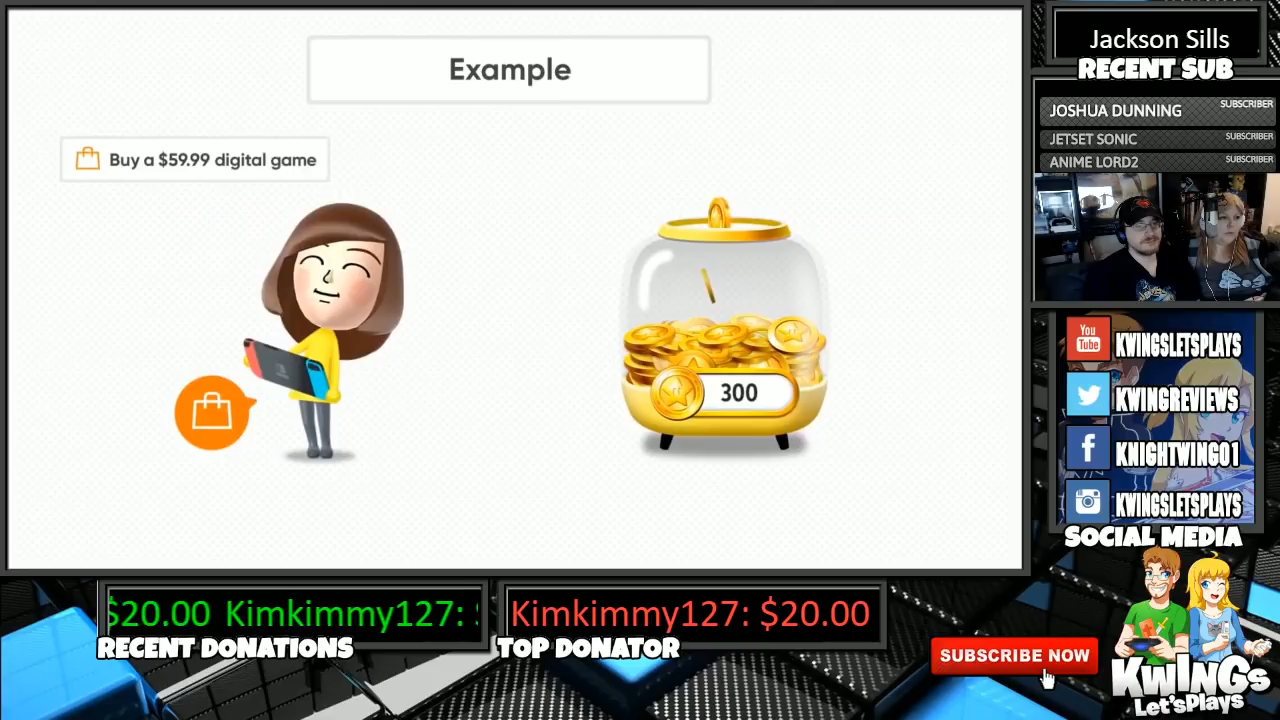 Example
Buy a $59.99 digital game
300
Jackson Sills
RECENT SUB
JOSHUA DUNNING SUBSCRIBER
JETSET SONIC SUBSCRIBER
ANIME LORD2 SUBSCRIBER
You
Tube
KWINGSLETSPLAYS
KWINGREVIEWS
KNIGHTWING01
KWINGSLETSPLAYS
SOCIAL MEDIA
$20.00 Kimkimmy127:
RECENT DONATIONS
Kimkimmy127: $20.00
TOP DONATOR
SUBSCRIBE NOW
KWINGs
Let'sPlays